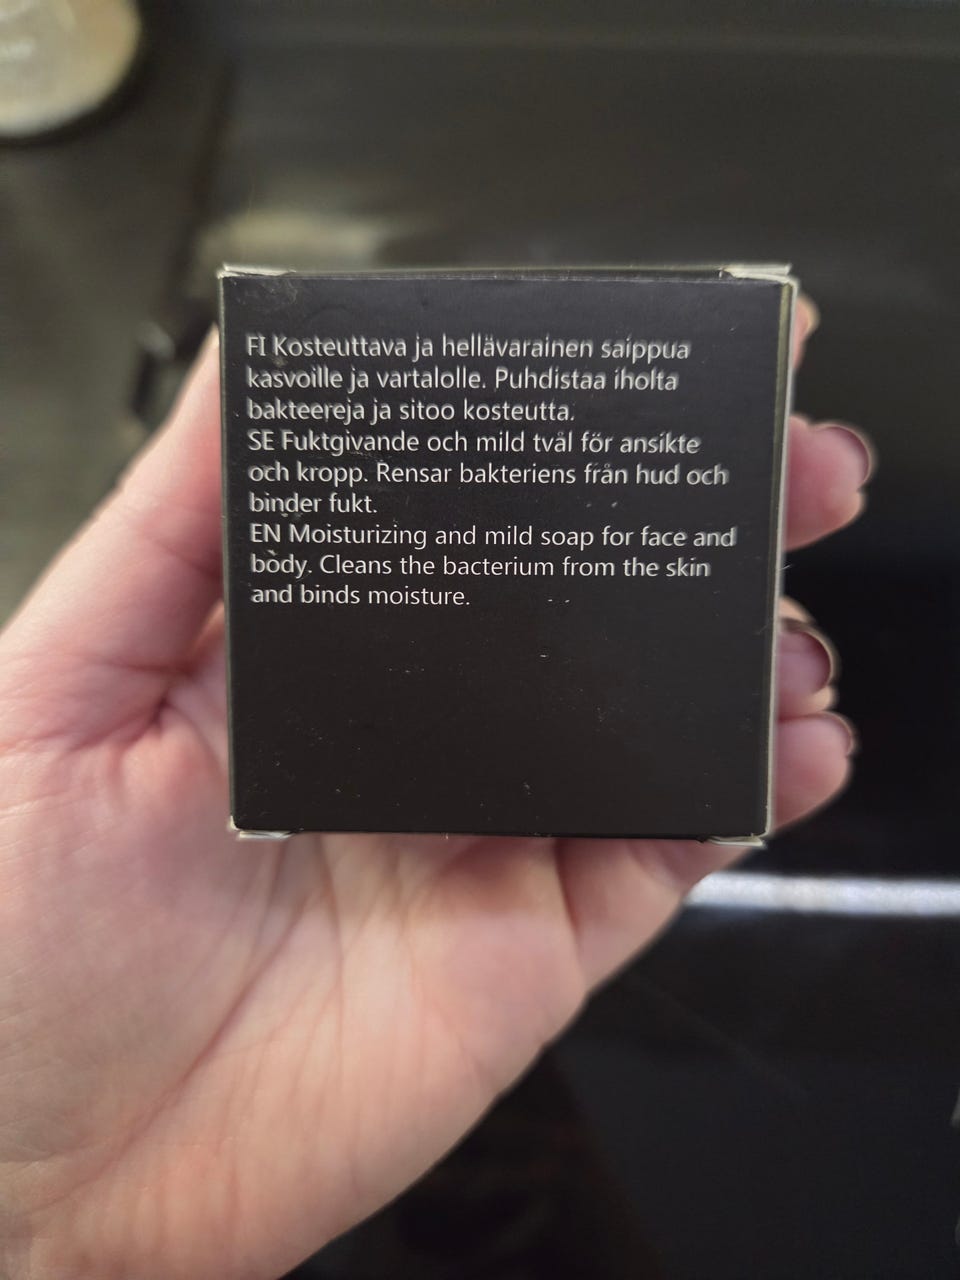 FI Kosteuttava ja hellävarainen saippua
kasvoille ja vartalolle. Puhdistaa iholta
bakteereja ja sitoo kosteutta.
SE Fuktgivande och mild tvål för ansikte
och kropp. Rensar bakteriens från hud och
binder fukt.
EN Moisturizing and mild soap for face and
body. Cleans the bacterium from the skin
and binds moisture.